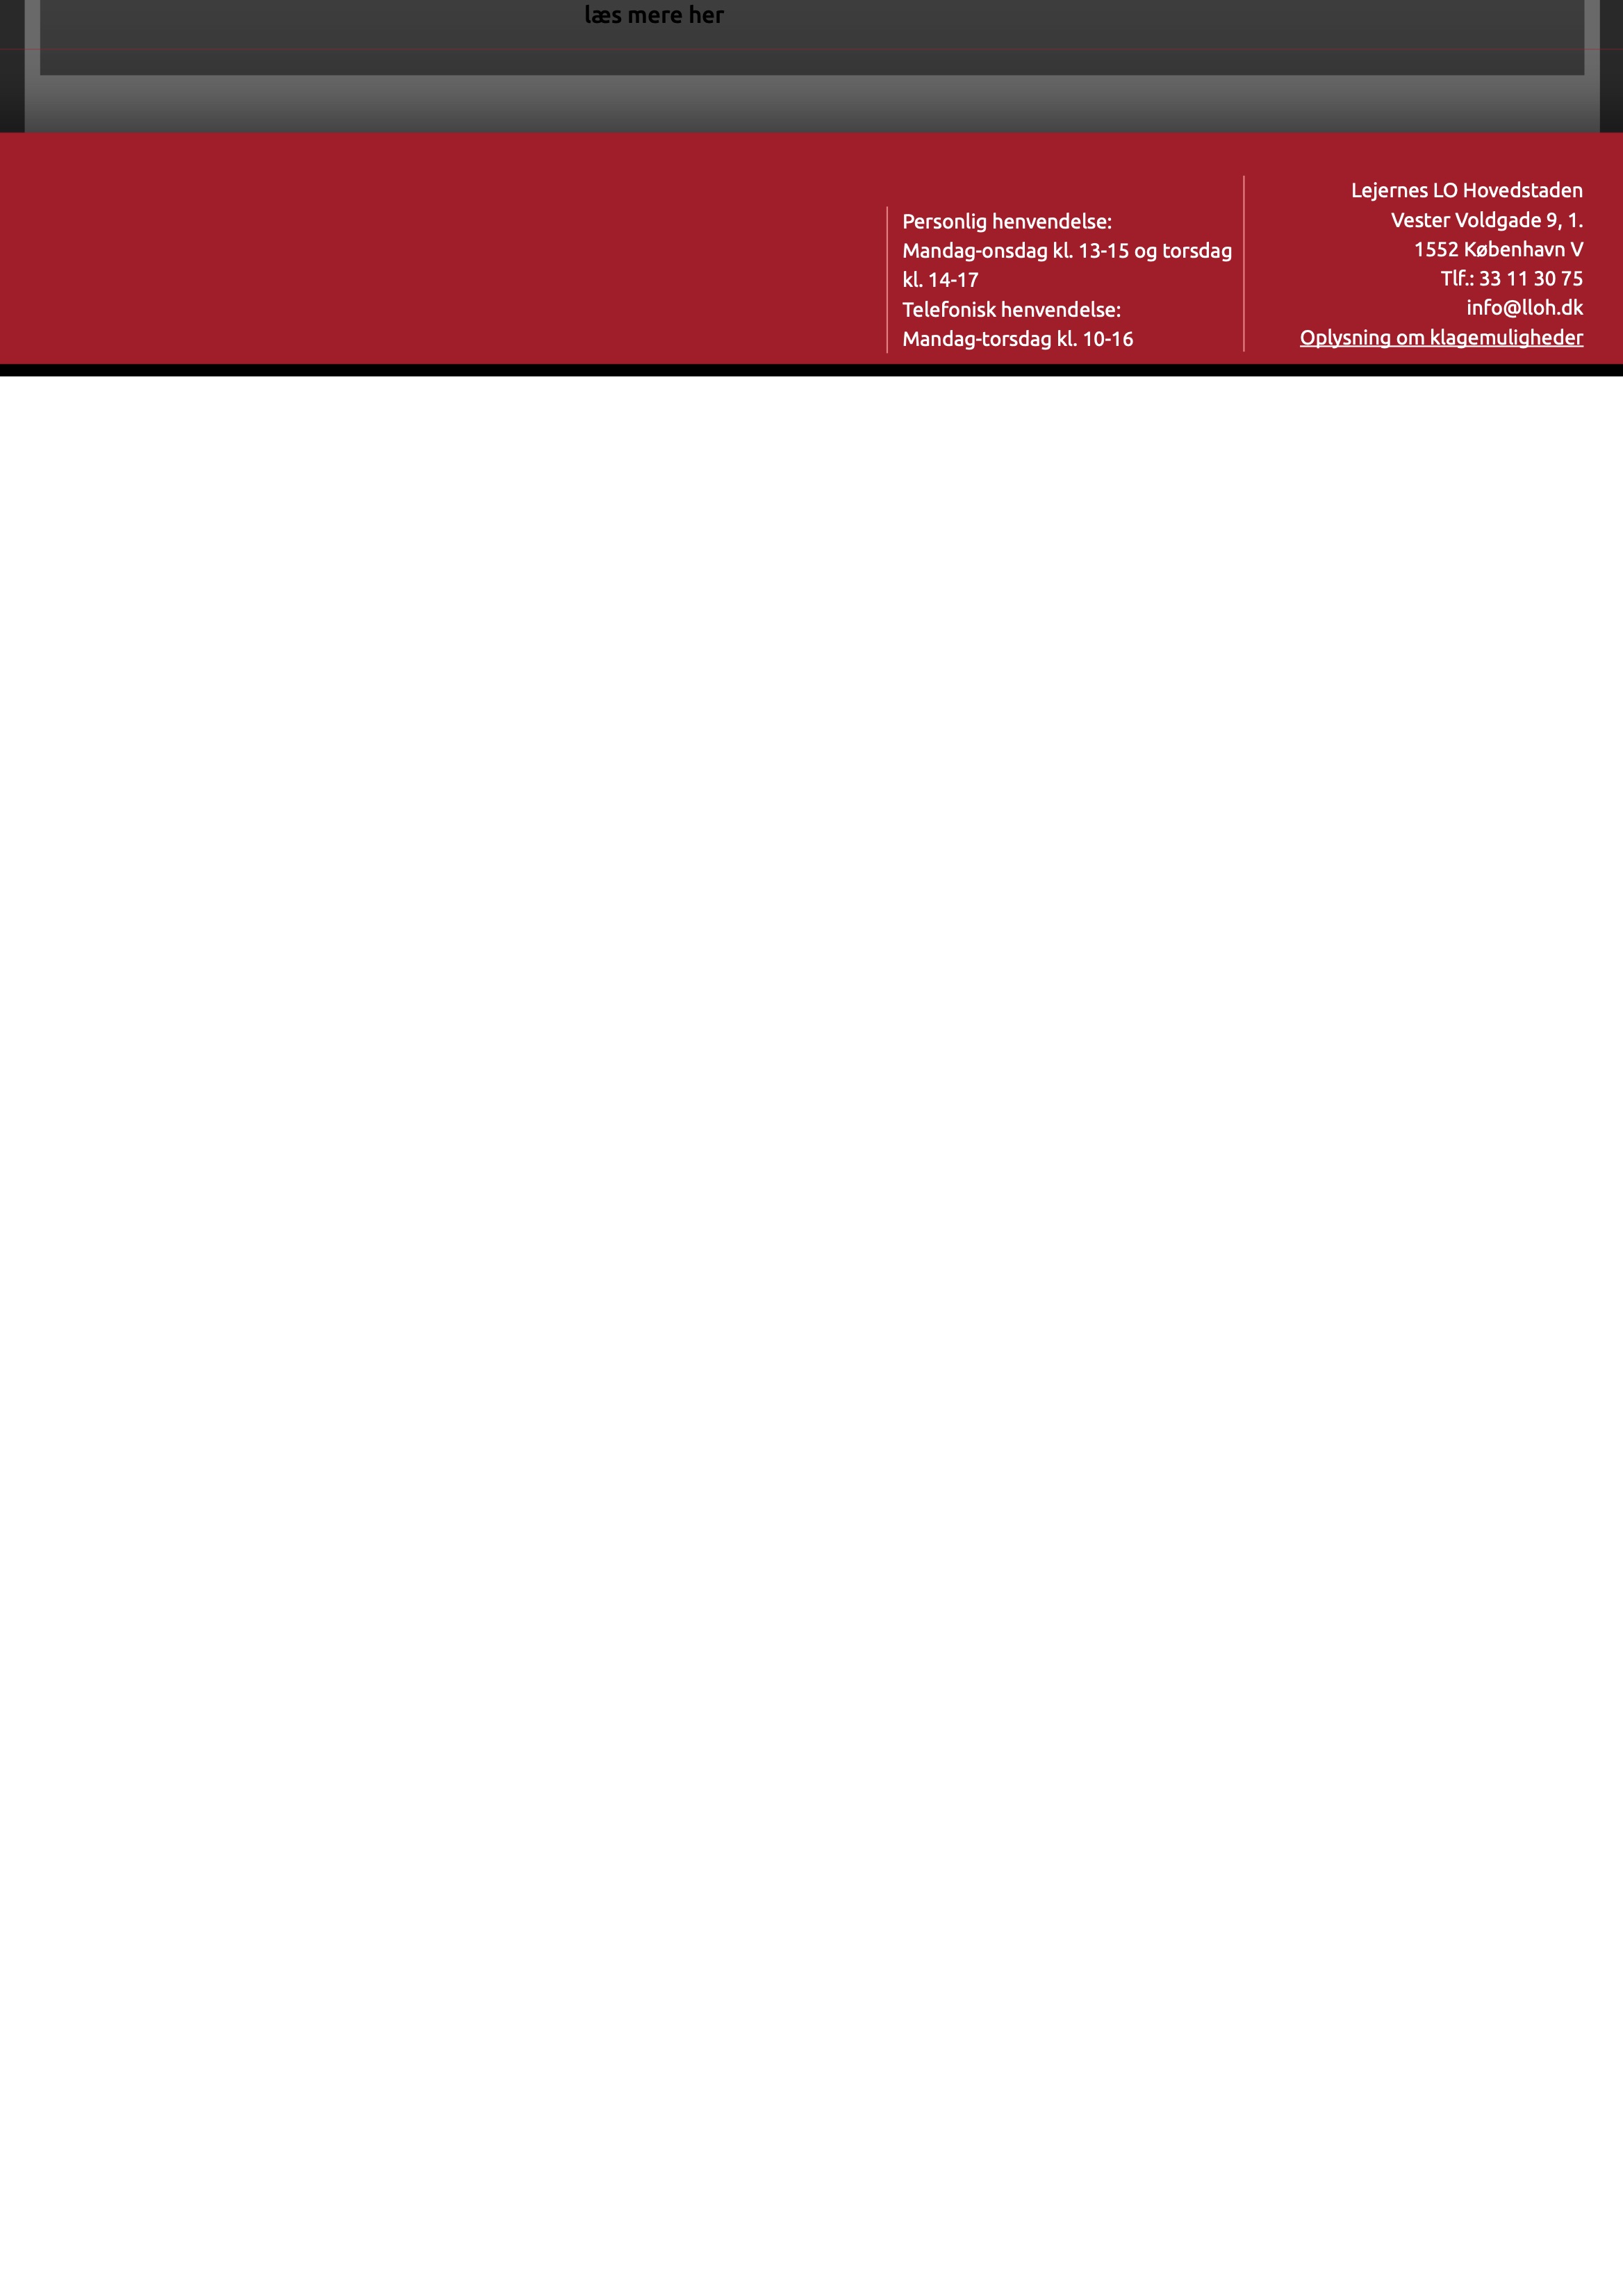 læs mere her
Personlig henvendelse:
Mandag-onsdag kl. 13-15 og torsdag
kl. 14-17
Telefonisk henvendelse:
Mandag-torsdag kl. 10-16
Lejernes LO Hovedstaden
Vester Voldgade 9, 1.
1552 København V
Tlf.: 33 11 30 75
info@lloh.dk
Oplysning om klagemuligheder